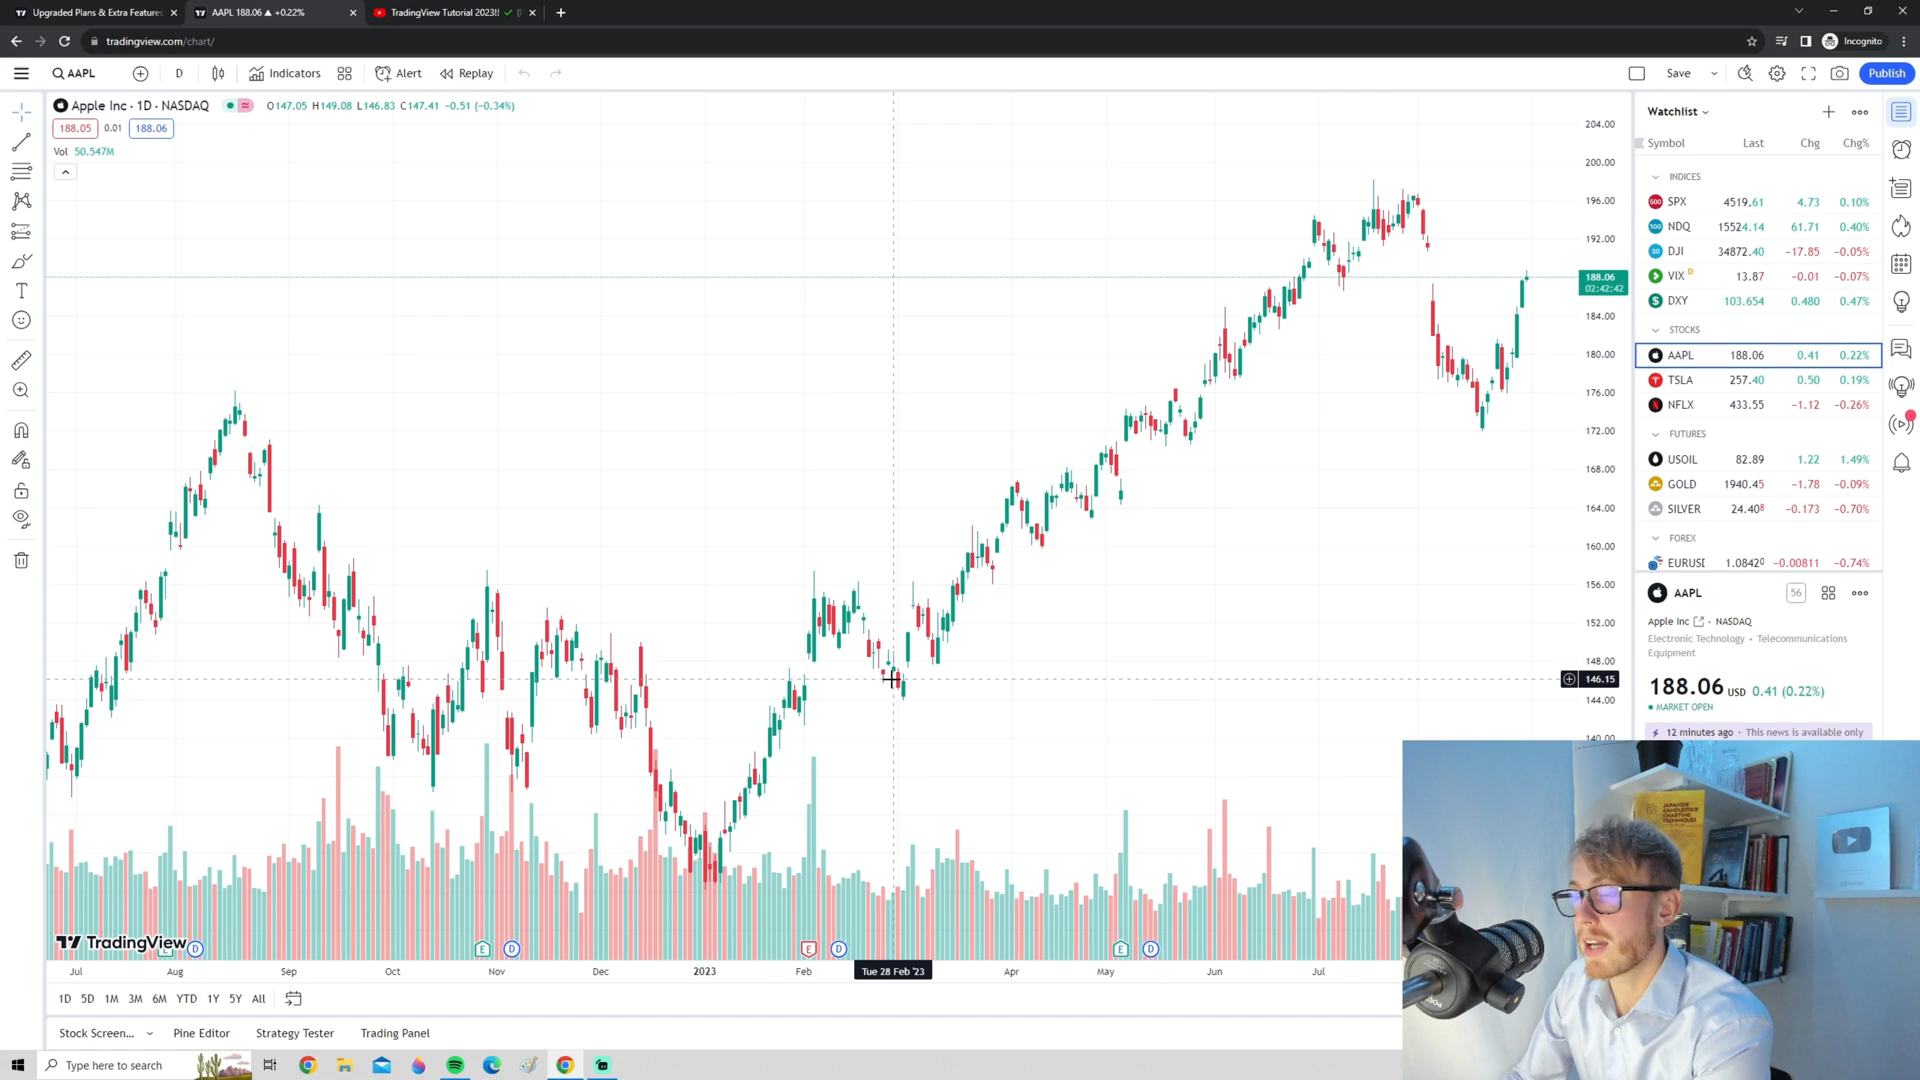 Upgraded Plans & Extra Features
AAPL 188.06 ▲ +0.22%
TradingView Tutorial 2023!!
tradingview.com/chart/
Incognito
AAPL
D
Indicators
Alert
Replay
Save
Publish
Apple Inc · 1D · NASDAQ
O147.05 H149.08 L146.83 C147.41 -0.51 (-0.34%)
188.05 0.01 188.06
Vol 50.547M
204.00
200.00
196.00
192.00
188.06
02:42:42
184.00
180.00
176.00
172.00
168.00
164.00
160.00
156.00
152.00
148.00
146.15
144.00
140.00
Watchlist
Symbol Last Chg Chg%
INDICES
SPX 4519.61 4.73 0.10%
NDQ 15524.14 61.71 0.40%
DJI 34872.40 -17.85 -0.05%
VIX D 13.87 -0.01 -0.07%
DXY 103.654 0.480 0.47%
STOCKS
AAPL 188.06 0.41 0.22%
TSLA 257.40 0.50 0.19%
NFLX 433.55 -1.12 -0.26%
FUTURES
USOIL 82.89 1.22 1.49%
GOLD 1940.45 -1.78 -0.09%
SILVER 24.408 -0.173 -0.70%
FOREX
EURUSI 1.08420 -0.00811 -0.74%
AAPL 56
Apple Inc · NASDAQ
Electronic Technology · Telecommunications
Equipment
188.06 USD 0.41 (0.22%)
MARKET OPEN
12 minutes ago · This news is available only
JAPANESE
CANDLESTICK
CHARTING
TECHNIQUES
TradingView
E D E D E D E D
Jul Aug Sep Oct Nov Dec 2023 Feb Tue 28 Feb '23 Apr May Jun Jul
1D 5D 1M 3M 6M YTD 1Y 5Y All
Stock Screen... Pine Editor Strategy Tester Trading Panel
Type here to search